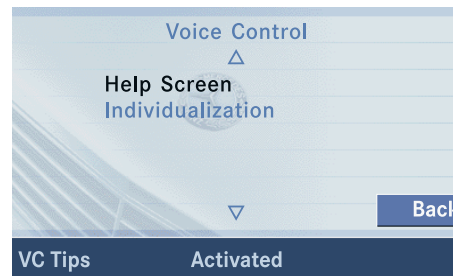 Voice Control
Help Screen
Individualization
Back
VC Tips Activated